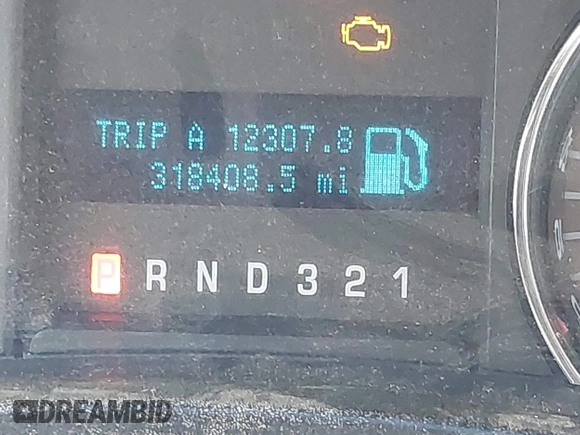 TRIP A 12307.8
318408.5 mi
P R N D 3 2 1
DREAMBID